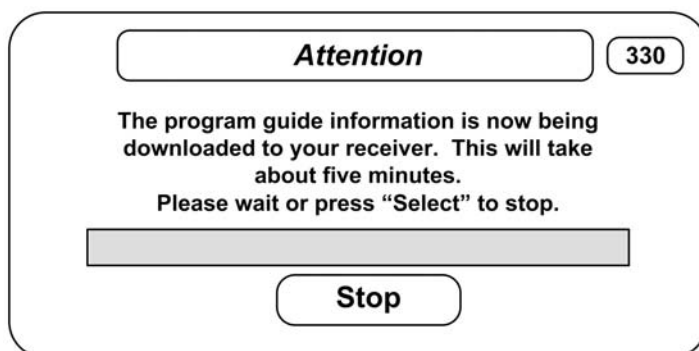 Attention
330
The program guide information is now being
downloaded to your receiver.  This will take
about five minutes.
Please wait or press “Select” to stop.
Stop